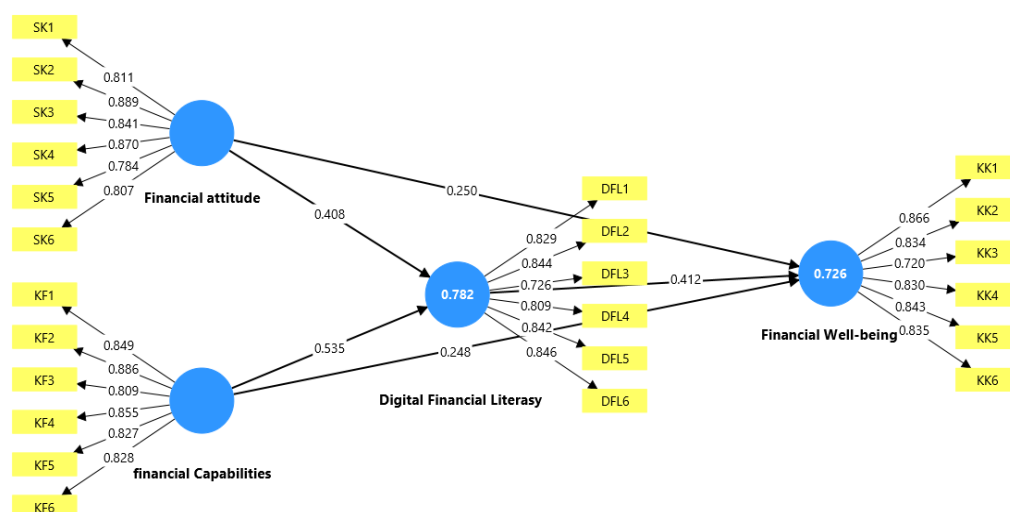 SK1
SK2
SK3
SK4
SK5
SK6
0.811
0.889
0.841
0.870
0.784
0.807
Financial attitude
KF1
KF2
KF3
KF4
KF5
KF6
0.849
0.886
0.809
0.855
0.827
0.828
financial Capabilities
0.408
0.535
0.250
0.412
0.248
0.782
Digital Financial Literasy
0.829
0.844
0.726
0.809
0.842
0.846
DFL1
DFL2
DFL3
DFL4
DFL5
DFL6
0.726
Financial Well-being
0.866
0.834
0.720
0.830
0.843
0.835
KK1
KK2
KK3
KK4
KK5
KK6